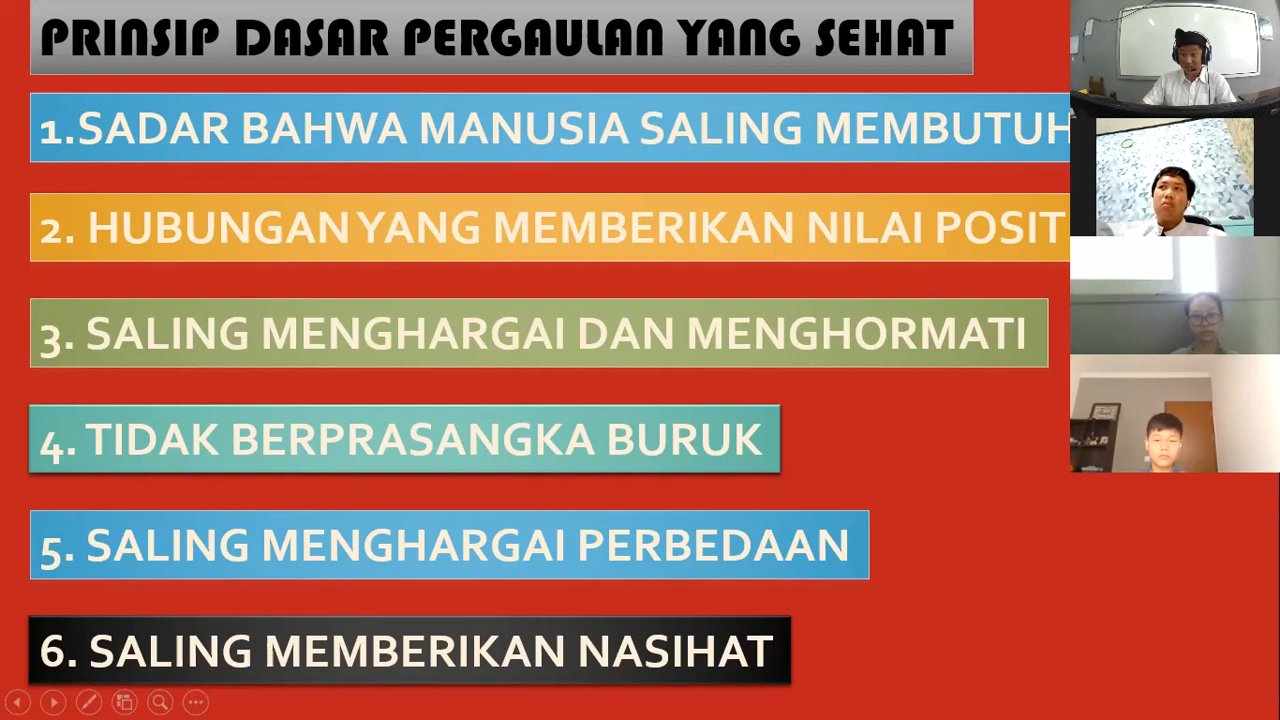 PRINSIP DASAR PERGAULAN YANG SEHAT
1.SADAR BAHWA MANUSIA SALING MEMBUTUH
2. HUBUNGAN YANG MEMBERIKAN NILAI POSIT
3. SALING MENGHARGAI DAN MENGHORMATI
4. TIDAK BERPRASANGKA BURUK
5. SALING MENGHARGAI PERBEDAAN
6. SALING MEMBERIKAN NASIHAT